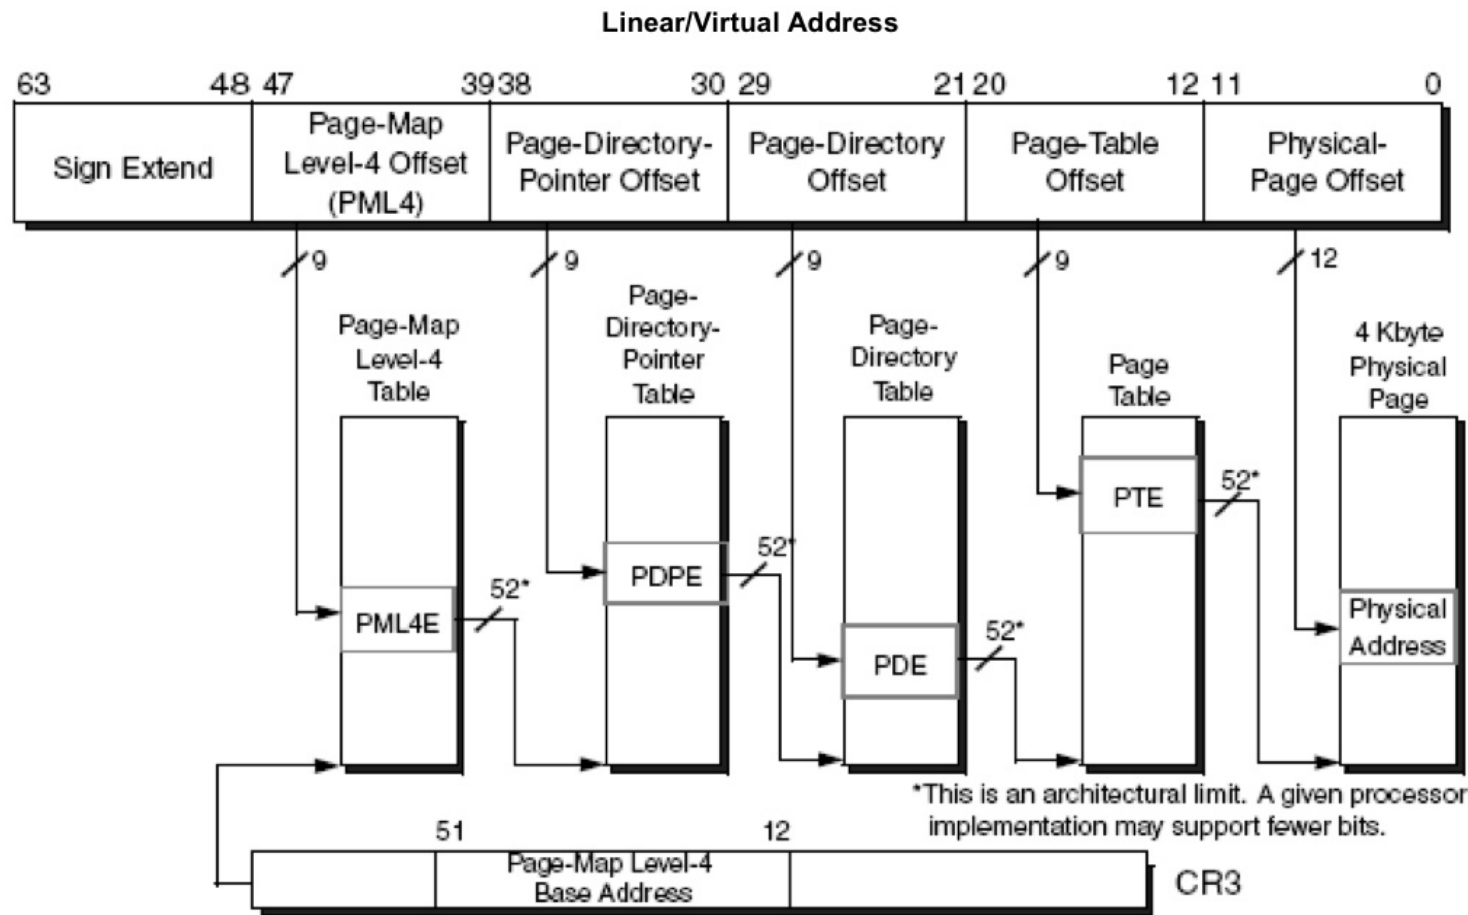 Linear/Virtual Address
63 48 47 39 38 30 29 21 20 12 11 0
Sign Extend
Page-Map
Level-4 Offset
(PML4)
Page-Directory-
Pointer Offset
Page-Directory
Offset
Page-Table
Offset
Physical-
Page Offset
9 9 9 9 12
Page-Map
Level-4
Table
Page-
Directory-
Pointer
Table
Page-
Directory
Table
Page
Table
4 Kbyte
Physical
Page
PML4E
52*
PDPE
52*
PDE
52*
PTE
52*
Physical
Address
*This is an architectural limit. A given processor
implementation may support fewer bits.
51 12
Page-Map Level-4
Base Address
CR3